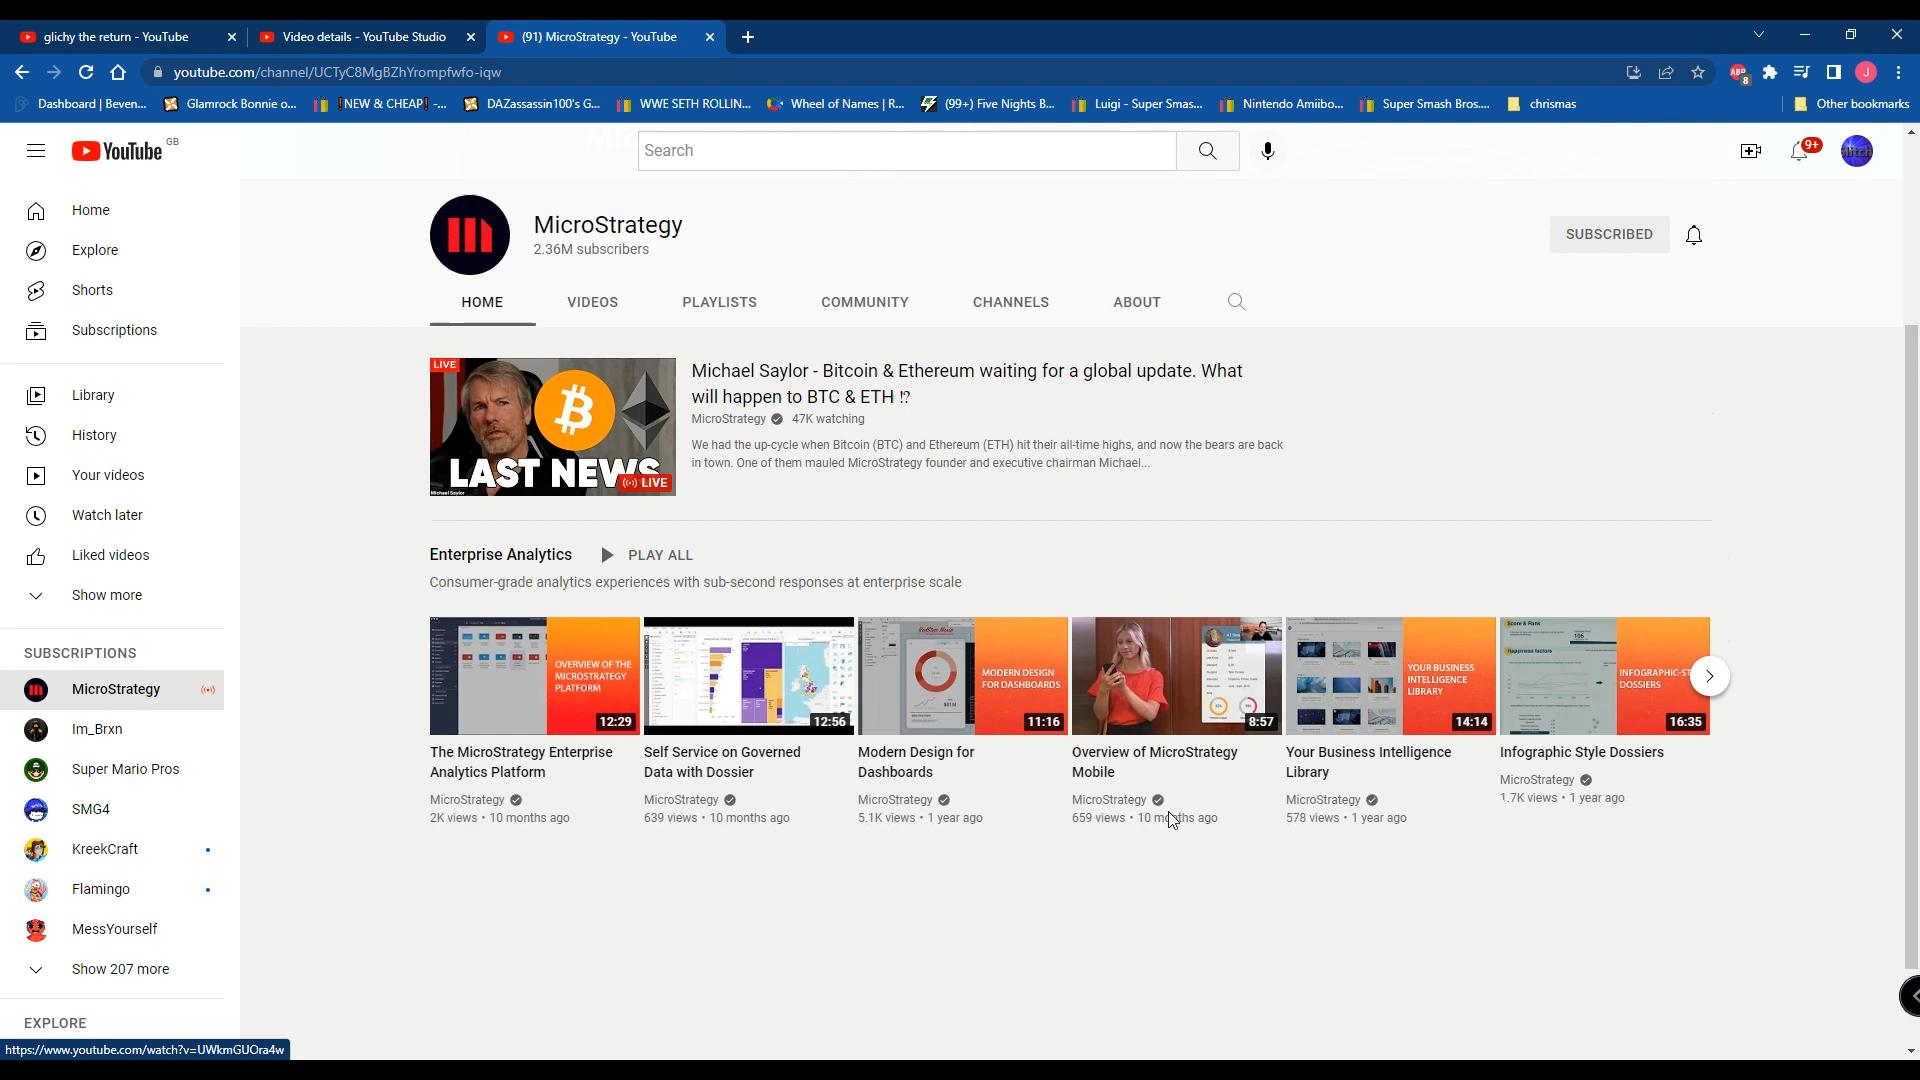 glichy the return - YouTube
Video details - YouTube Studio
(91) MicroStrategy - YouTube
youtube.com/channel/UCTyC8MgBZhYrompfwfo-iqw
ABP 8
J
Dashboard | Beven...
Glamrock Bonnie o...
!NEW & CHEAP! -...
DAZassassin100's G...
WWE SETH ROLLIN...
Wheel of Names | R...
(99+) Five Nights B...
Luigi - Super Smas...
Nintendo Amiibo...
Super Smash Bros....
chrismas
Other bookmarks
YouTube GB
Search
9+
Home
Explore
Shorts
Subscriptions
Library
History
Your videos
Watch later
Liked videos
Show more
SUBSCRIPTIONS
MicroStrategy
Im_Brxn
Super Mario Pros
SMG4
KreekCraft
Flamingo
MessYourself
Show 207 more
EXPLORE
https://www.youtube.com/watch?v=UWkmGUOra4w
MicroStrategy
2.36M subscribers
SUBSCRIBED
HOME
VIDEOS
PLAYLISTS
COMMUNITY
CHANNELS
ABOUT
LIVE
LAST NEWS
LIVE
Michael Saylor
Michael Saylor - Bitcoin & Ethereum waiting for a global update. What
will happen to BTC & ETH ⁉
MicroStrategy 47K watching
We had the up-cycle when Bitcoin (BTC) and Ethereum (ETH) hit their all-time highs, and now the bears are back
in town. One of them mauled MicroStrategy founder and executive chairman Michael...
Enterprise Analytics
PLAY ALL
Consumer-grade analytics experiences with sub-second responses at enterprise scale
OVERVIEW OF THE
MICROSTRATEGY
PLATFORM
12:29
The MicroStrategy Enterprise
Analytics Platform
MicroStrategy
2K views • 10 months ago
12:56
Self Service on Governed
Data with Dossier
MicroStrategy
639 views • 10 months ago
MODERN DESIGN
FOR DASHBOARDS
11:16
Modern Design for
Dashboards
MicroStrategy
5.1K views • 1 year ago
8:57
Overview of MicroStrategy
Mobile
MicroStrategy
659 views • 10 months ago
YOUR BUSINESS
INTELLIGENCE
LIBRARY
14:14
Your Business Intelligence
Library
MicroStrategy
578 views • 1 year ago
Score & Rank
106
Happiness factors
INFOGRAPHIC-ST
DOSSIERS
16:35
Infographic Style Dossiers
MicroStrategy
1.7K views • 1 year ago